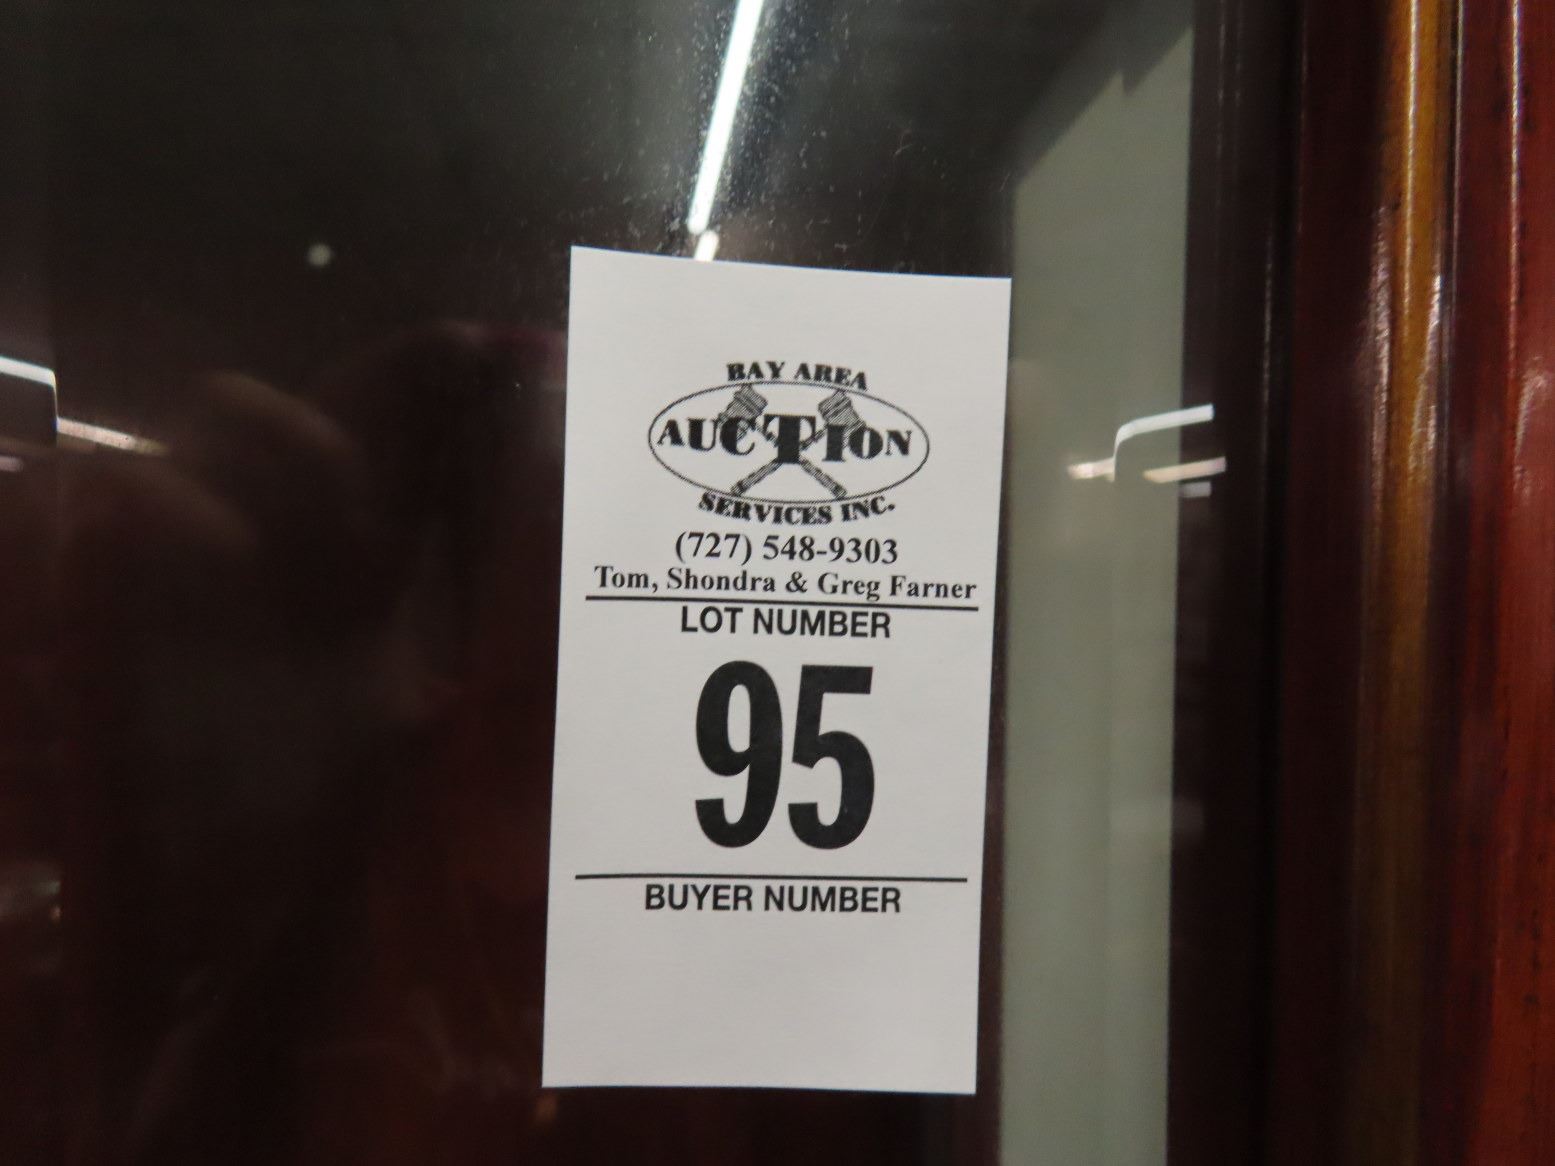 BAY AREA
AUCTION
SERVICES INC.
(727) 548-9303
Tom, Shondra & Greg Farner
LOT NUMBER
95
BUYER NUMBER